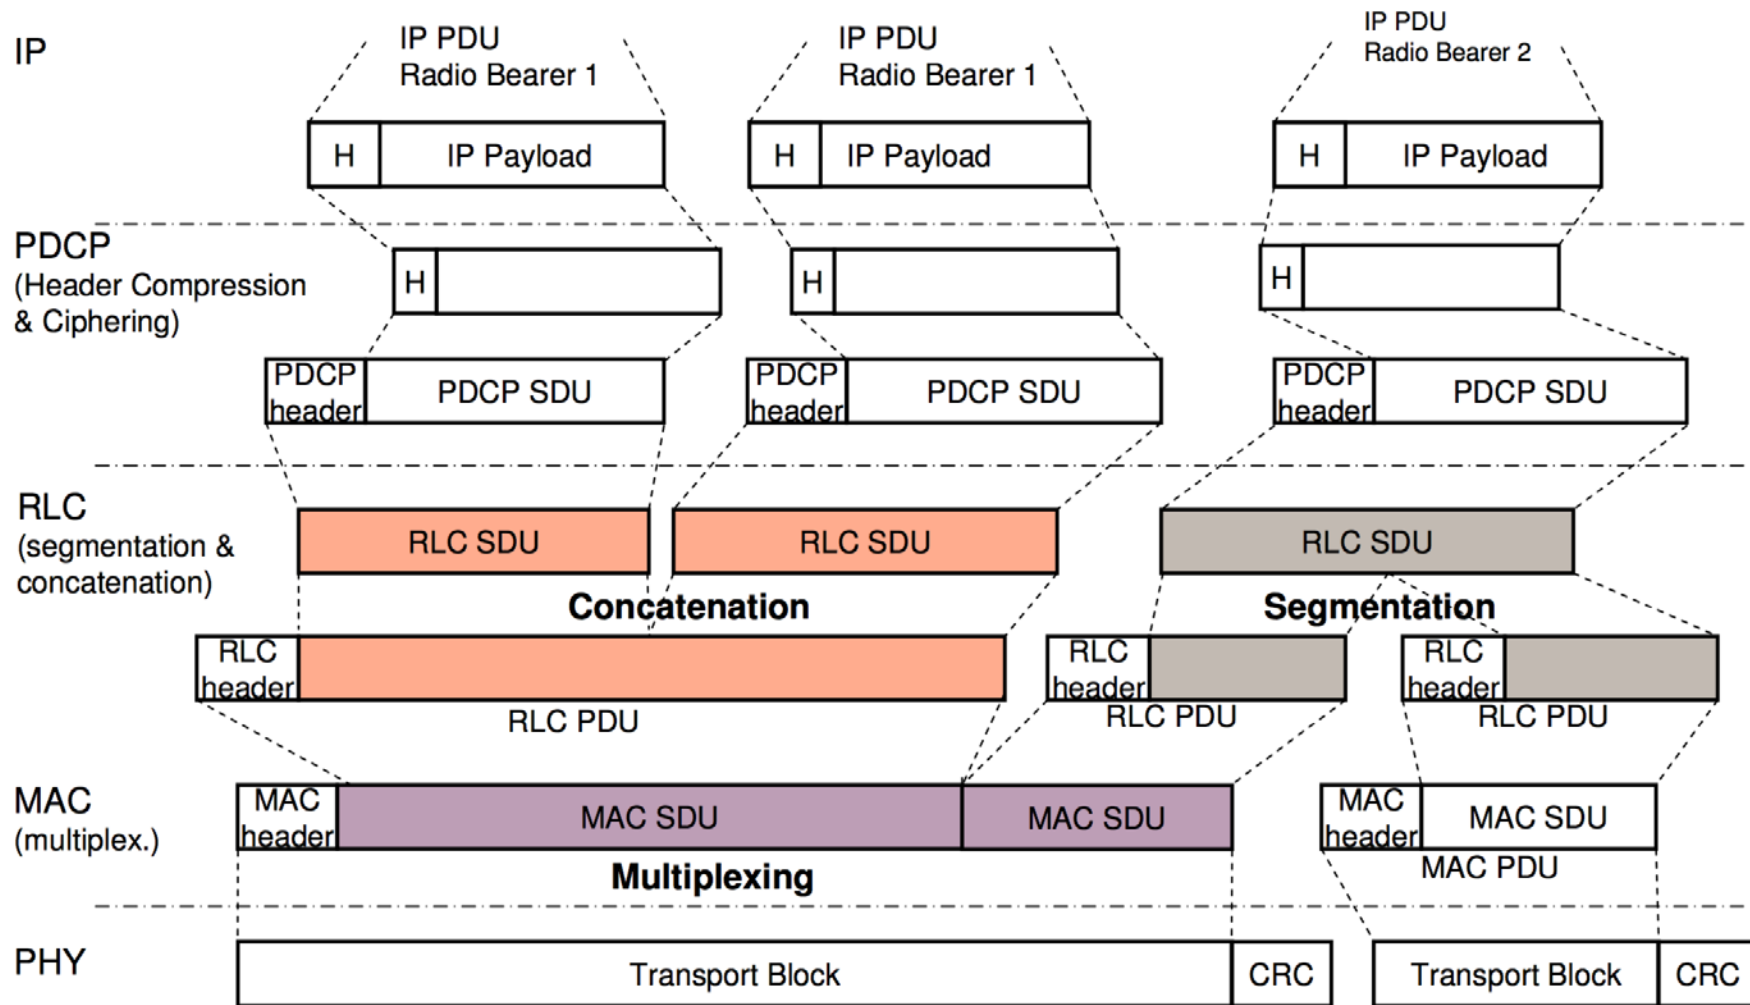 IP
IP PDU
Radio Bearer 1
IP PDU
Radio Bearer 1
IP PDU
Radio Bearer 2
H
IP Payload
H
IP Payload
H
IP Payload
PDCP
(Header Compression
& Ciphering)
H
H
H
PDCP
header
PDCP SDU
PDCP
header
PDCP SDU
PDCP
header
PDCP SDU
RLC
(segmentation &
concatenation)
RLC SDU
RLC SDU
RLC SDU
Concatenation
Segmentation
RLC
header
RLC PDU
RLC
header
RLC PDU
RLC
header
RLC PDU
MAC
(multiplex.)
MAC
header
MAC SDU
MAC SDU
MAC
header
MAC SDU
MAC PDU
Multiplexing
PHY
Transport Block
CRC
Transport Block
CRC